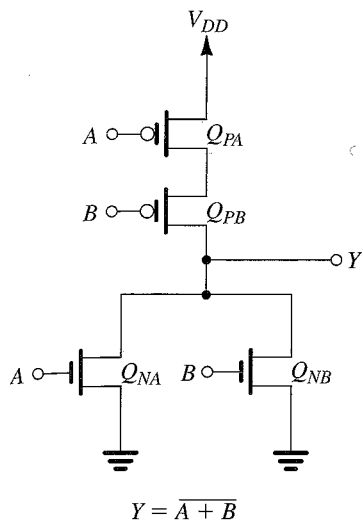 V_DD
A Q_PA
B Q_PB
Y
A Q_NA B Q_NB
Y = \overline{A + B}